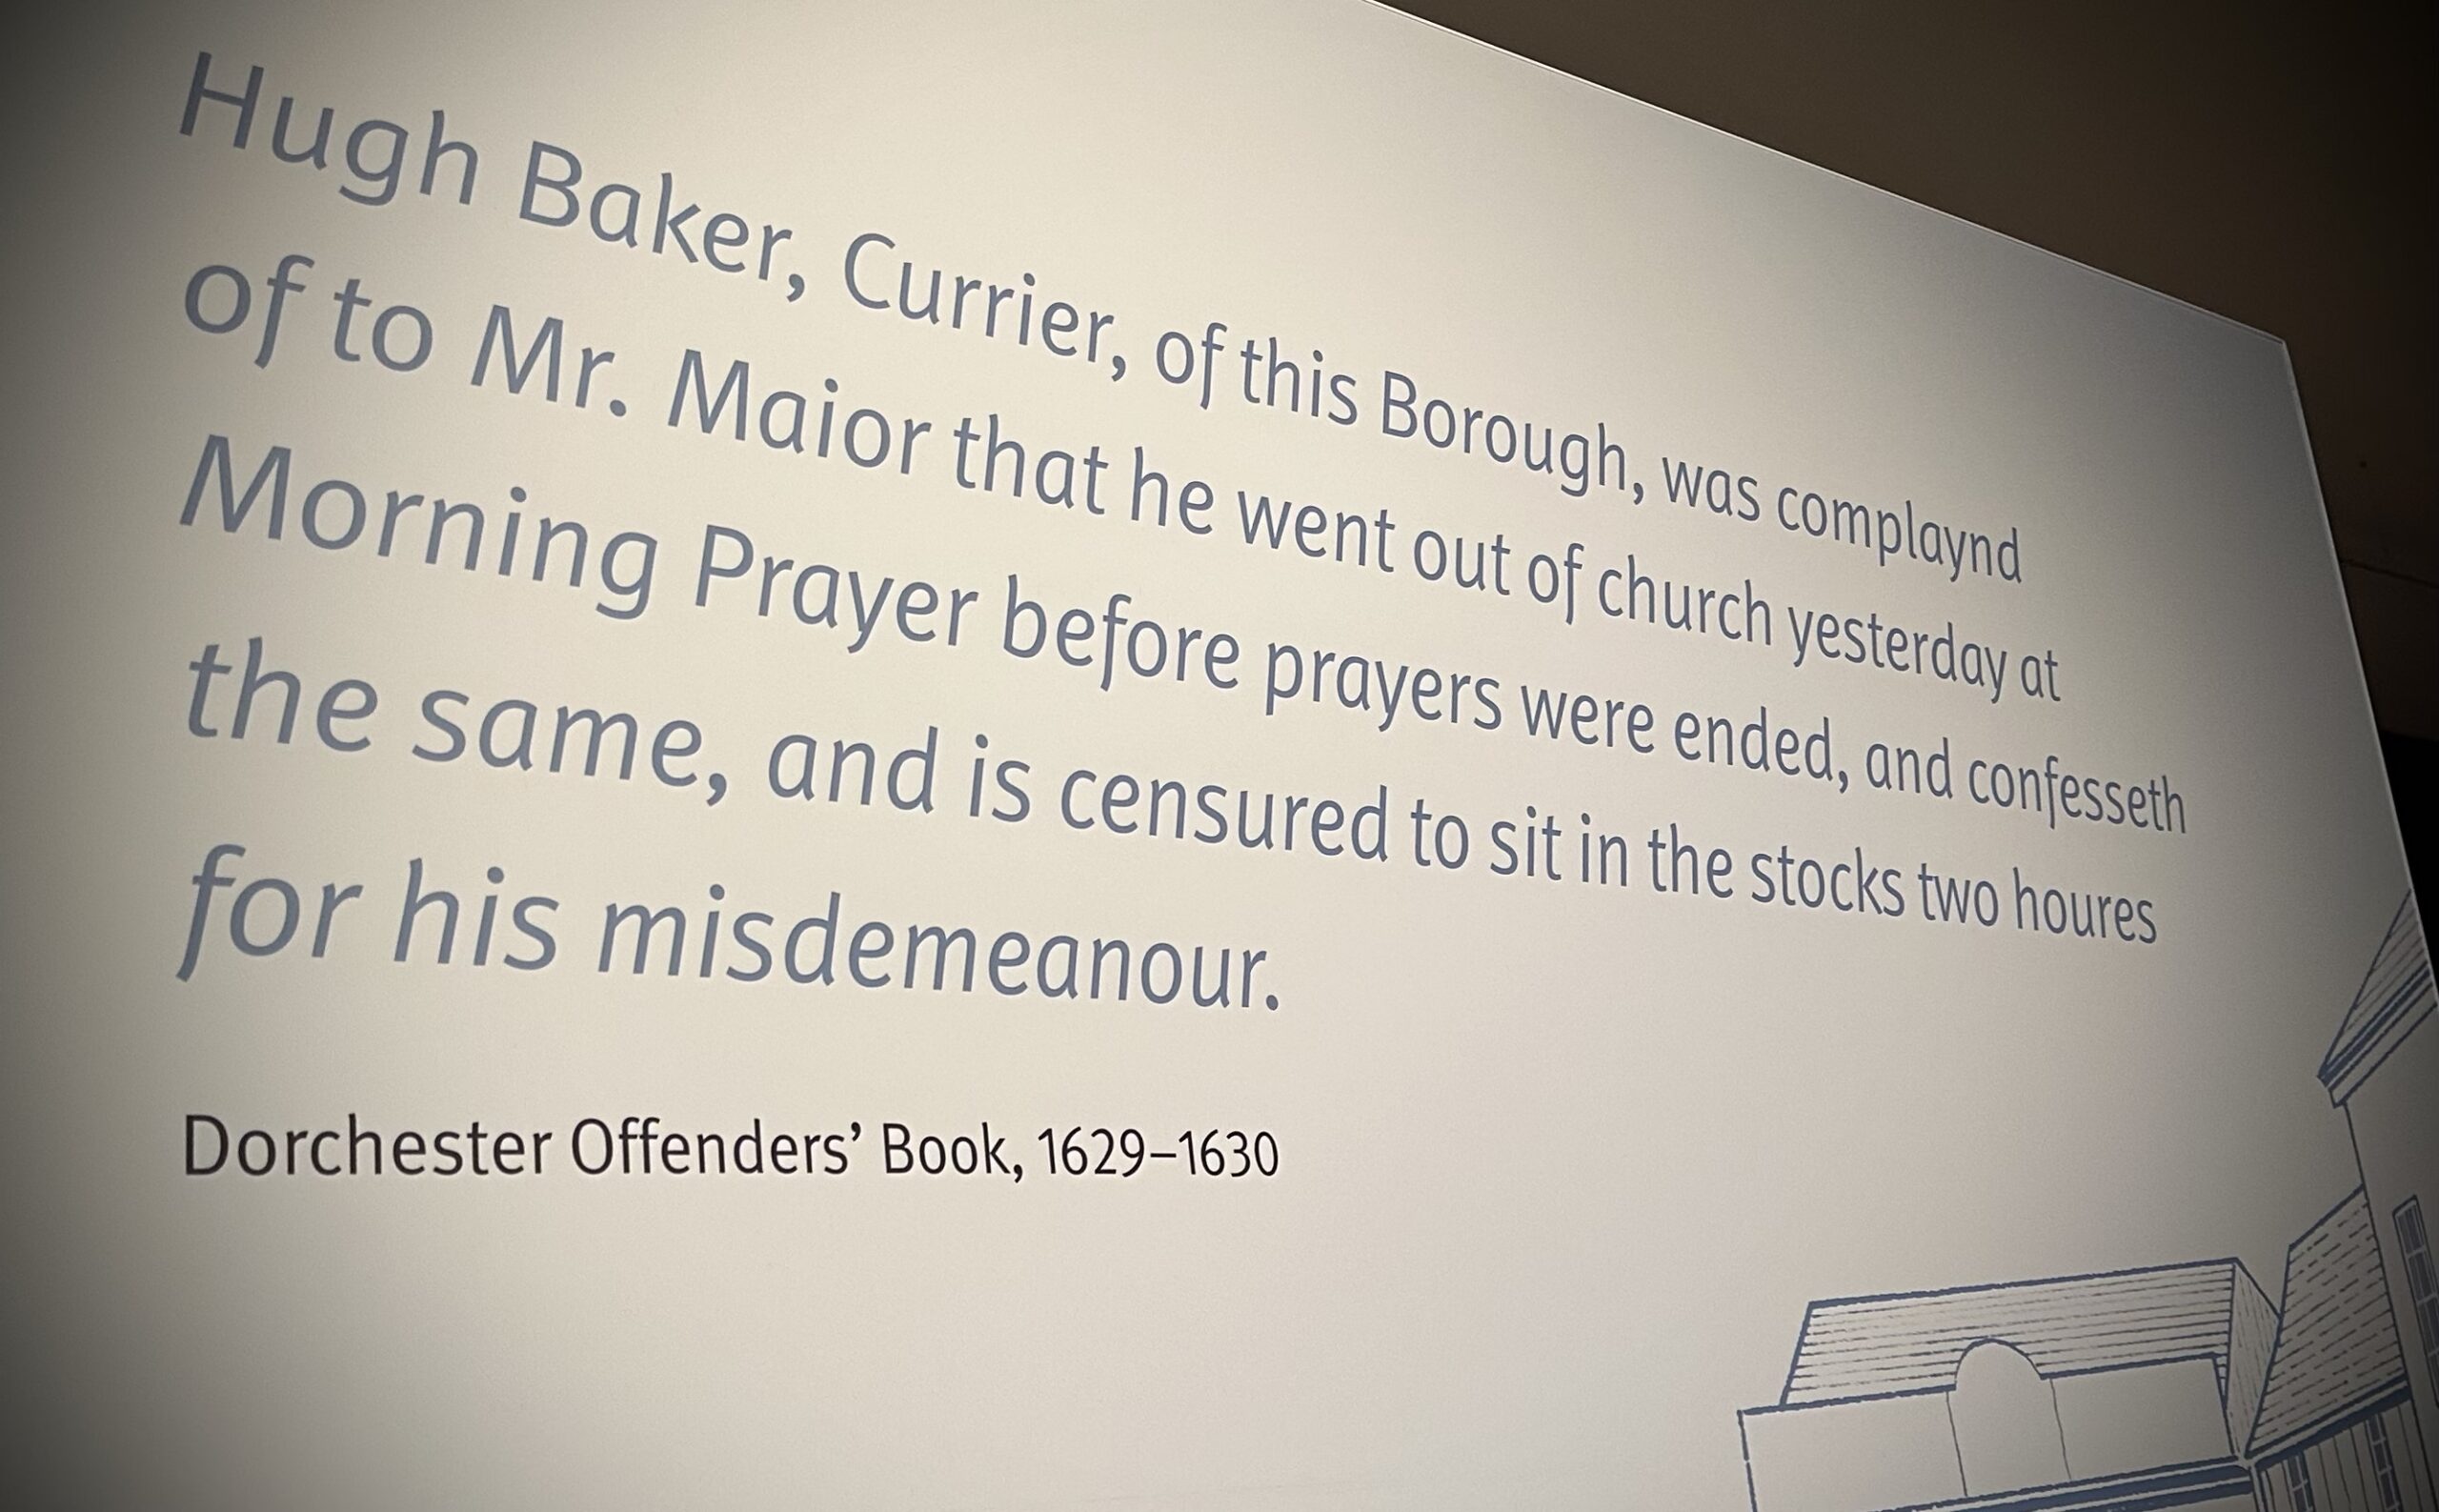 Hugh Baker, Currier, of this Borough, was complaynd
of to Mr. Maior that he went out of church yesterday at
Morning Prayer before prayers were ended, and confesseth
the same, and is censured to sit in the stocks two houres
for his misdemeanour.
Dorchester Offenders’ Book, 1629–1630